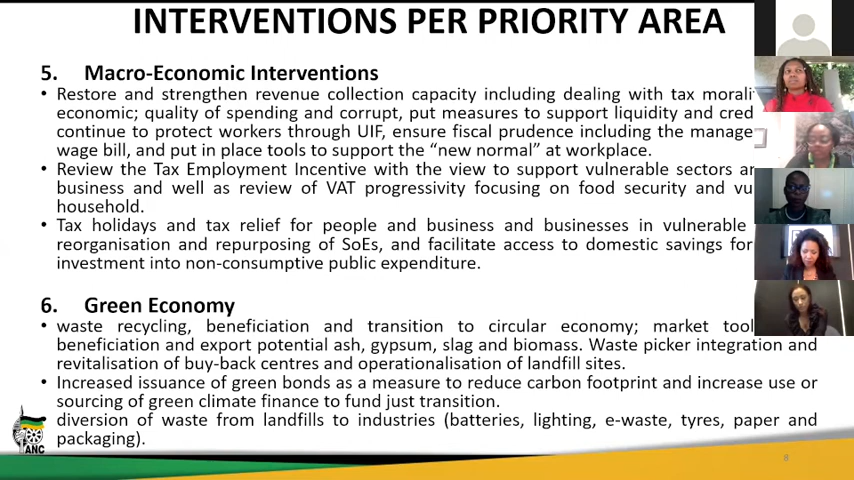 INTERVENTIONS PER PRIORITY AREA
5. Macro-Economic Interventions
• Restore and strengthen revenue collection capacity including dealing with tax
economic; quality of spending and corrupt, put measures to support liquidity and
continue to protect workers through UIF, ensure fiscal prudence including the
wage bill, and put in place tools to support the “new normal” at workplace.
• Review the Tax Employment Incentive with the view to support vulnerable sectors
business and well as review of VAT progressivity focusing on food security and
household.
• Tax holidays and tax relief for people and business and businesses in vulnerable
reorganisation and repurposing of SoEs, and facilitate access to domestic savings for
investment into non-consumptive public expenditure.
6. Green Economy
• waste recycling, beneficiation and transition to circular economy; market
beneficiation and export potential ash, gypsum, slag and biomass. Waste picker integration and
revitalisation of buy-back centres and operationalisation of landfill sites.
• Increased issuance of green bonds as a measure to reduce carbon footprint and increase use or
sourcing of green climate finance to fund just transition.
• diversion of waste from landfills to industries (batteries, lighting, e-waste, tyres, paper and
packaging).
ANC
8